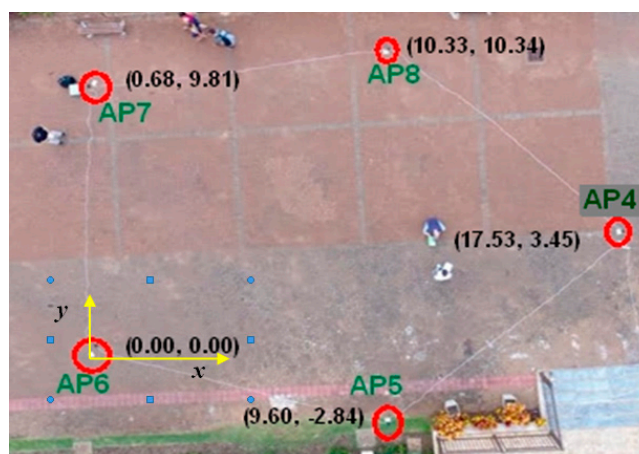 (0.68, 9.81)
AP7
(10.33, 10.34)
AP8
AP4
(17.53, 3.45)
y
(0.00, 0.00)
x
AP6
AP5
(9.60, -2.84)